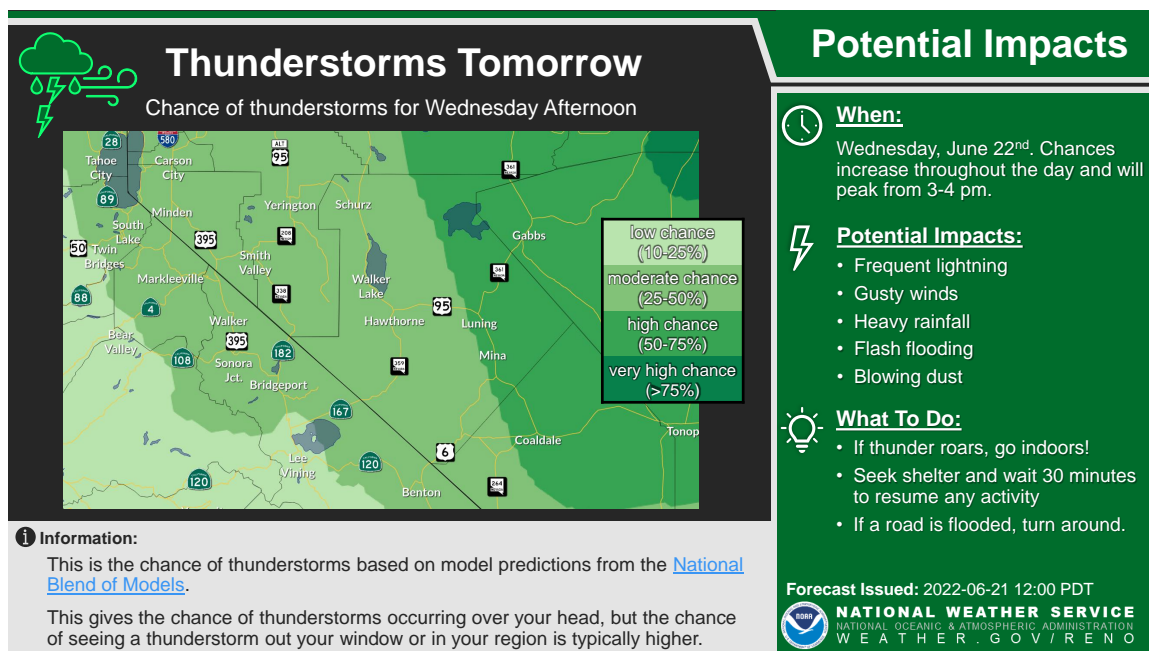 Thunderstorms Tomorrow
Chance of thunderstorms for Wednesday Afternoon
28
580
ALT
95
361
Tahoe
City
Carson
City
89
Minden
Yerington
Schurz
South
Lake
50
Twin
Bridges
395
208
Gabbs
Smith
Valley
Markleeville
361
Walker
Lake
88
4
338
95
Walker
Hawthorne
Luning
Bear
Valley
395
108
182
Mina
Sonora
Jct.
359
Bridgeport
167
Coaldale
Tonop
6
Lee
Vining
120
120
Benton
264
low chance
(10-25%)
moderate chance
(25-50%)
high chance
(50-75%)
very high chance
(>75%)
Information:
This is the chance of thunderstorms based on model predictions from the National
Blend of Models.
This gives the chance of thunderstorms occurring over your head, but the chance
of seeing a thunderstorm out your window or in your region is typically higher.
Potential Impacts
When:
Wednesday, June 22nd. Chances
increase throughout the day and will
peak from 3-4 pm.
Potential Impacts:
• Frequent lightning
• Gusty winds
• Heavy rainfall
• Flash flooding
• Blowing dust
What To Do:
• If thunder roars, go indoors!
• Seek shelter and wait 30 minutes
to resume any activity
• If a road is flooded, turn around.
Forecast Issued: 2022-06-21 12:00 PDT
NOAA
NATIONAL WEATHER SERVICE
NATIONAL OCEANIC & ATMOSPHERIC ADMINISTRATION
WEATHER.GOV/RENO